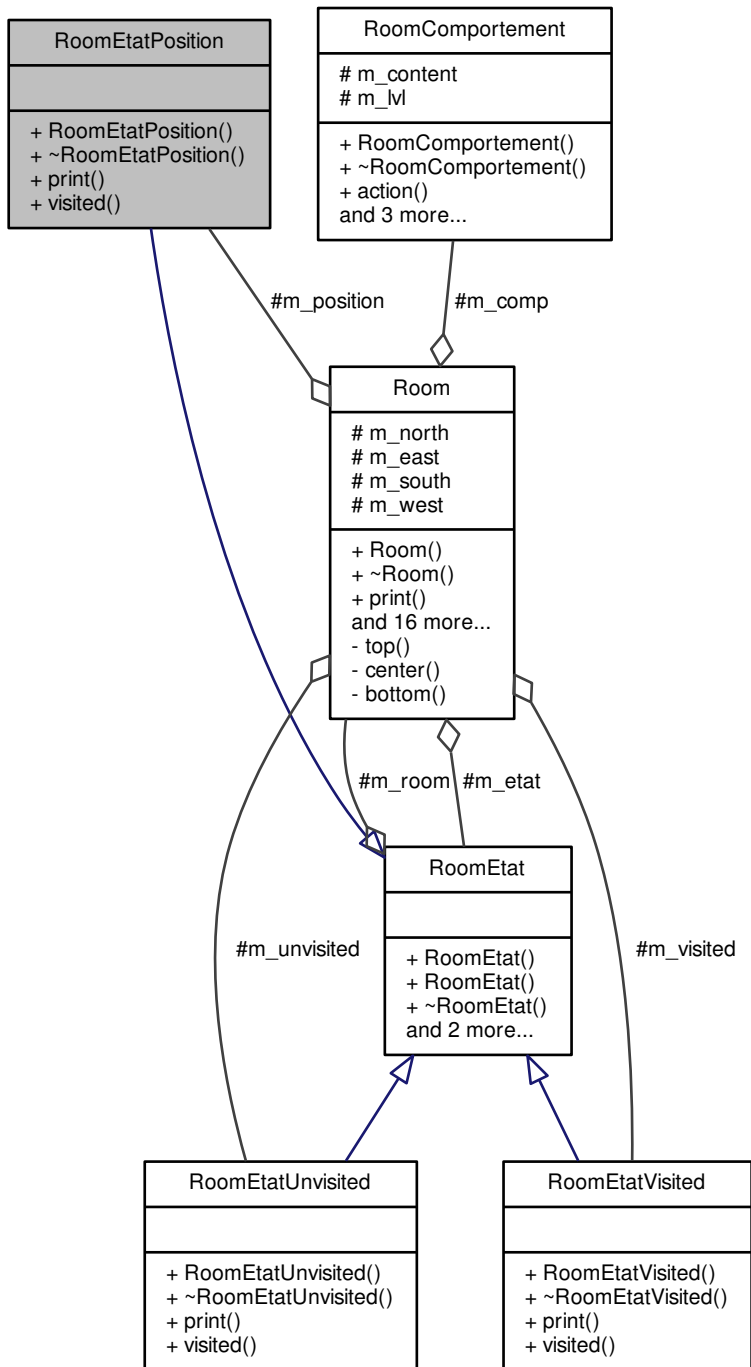 RoomEtatPosition
+ RoomEtatPosition()
+ ~RoomEtatPosition()
+ print()
+ visited()
RoomComportement
# m_content
# m_lvl
+ RoomComportement()
+ ~RoomComportement()
+ action()
and 3 more...
#m_position
#m_comp
Room
# m_north
# m_east
# m_south
# m_west
+ Room()
+ ~Room()
+ print()
and 16 more...
- top()
- center()
- bottom()
#m_room
#m_etat
RoomEtat
+ RoomEtat()
+ RoomEtat()
+ ~RoomEtat()
and 2 more...
#m_unvisited
#m_visited
RoomEtatUnvisited
+ RoomEtatUnvisited()
+ ~RoomEtatUnvisited()
+ print()
+ visited()
RoomEtatVisited
+ RoomEtatVisited()
+ ~RoomEtatVisited()
+ print()
+ visited()